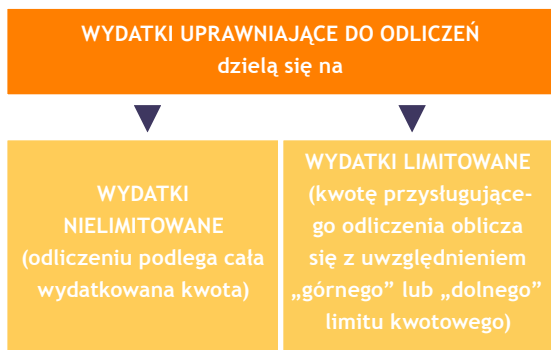 WYDATKI UPRAWNIAJĄCE DO ODLICZEŃ
dzielą się na
WYDATKI
NIELIMITOWANE
(odliczeniu podlega cała
wydatkowana kwota)
WYDATKI LIMITOWANE
(kwotę przysługujące-
go odliczenia oblicza
się z uwzględnieniem
„górnego” lub „dolnego”
limitu kwotowego)